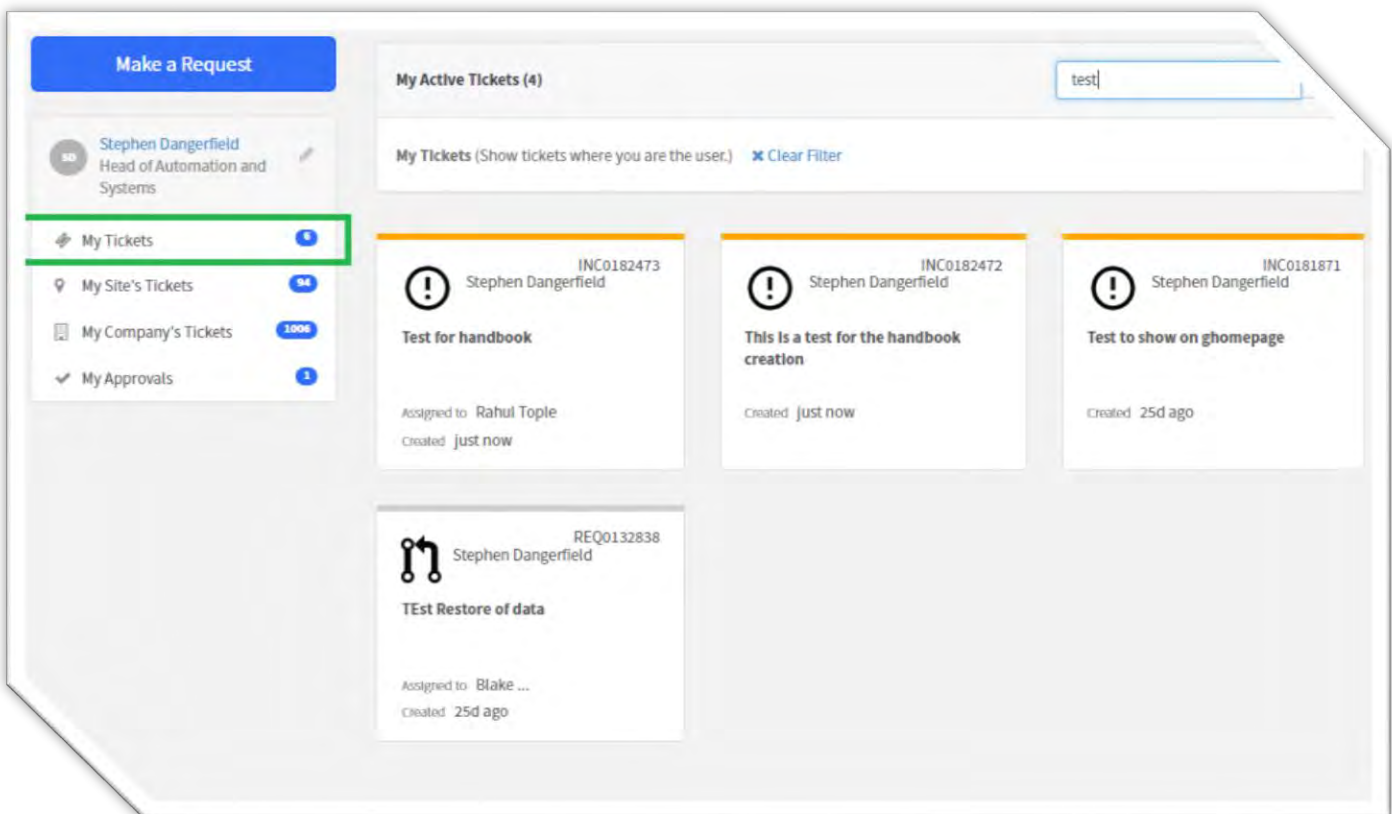 Make a Request
SD
Stephen Dangerfield
Head of Automation and
Systems
My Tickets 6
My Site's Tickets 94
My Company's Tickets 1006
My Approvals 1
My Active Tickets (4)
test
My Tickets (Show tickets where you are the user.) Clear Filter
INC0182473
Stephen Dangerfield
Test for handbook
Assigned to Rahul Tople
Created just now
INC0182472
Stephen Dangerfield
This is a test for the handbook
creation
Created just now
INC0181871
Stephen Dangerfield
Test to show on ghomepage
Created 25d ago
REQ0132838
Stephen Dangerfield
TEst Restore of data
Assigned to Blake ...
Created 25d ago